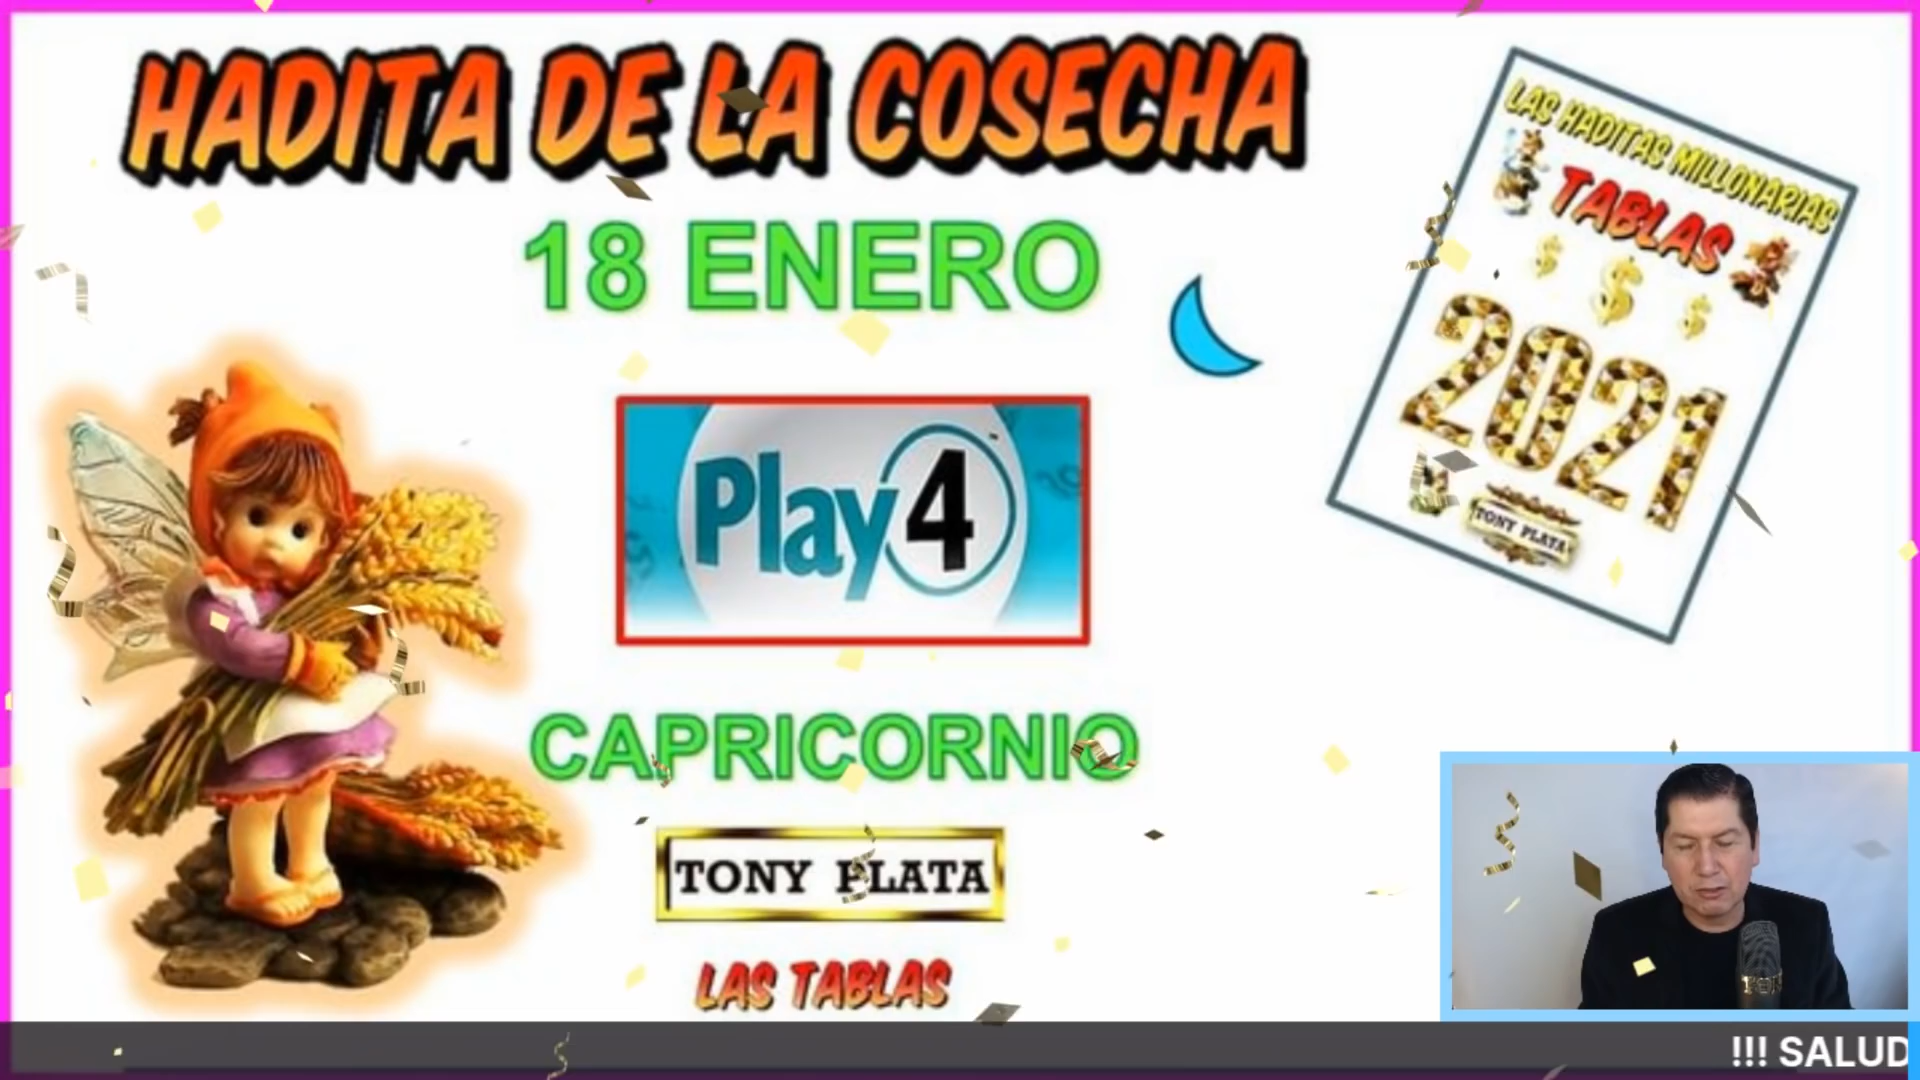 HADITA DE LA COSECHA
18 ENERO
Play4
CAPRICORNIO
TONY PLATA
LAS TABLAS
LAS HADITAS MILLONARIAS
TABLAS
$ $ $
2021
TONY PLATA
!!! SALUD